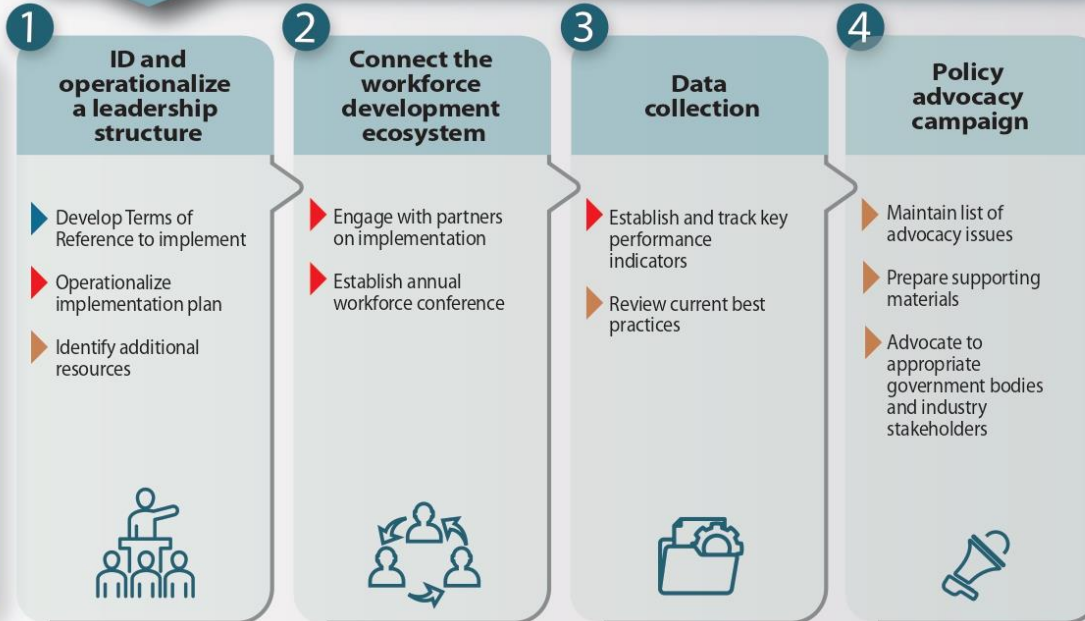 1
ID and
operationalize
a leadership
structure
Develop Terms of
Reference to implement
Operationalize
implementation plan
Identify additional
resources
2
Connect the
workforce
development
ecosystem
Engage with partners
on implementation
Establish annual
workforce conference
3
Data
collection
Establish and track key
performance
indicators
Review current best
practices
4
Policy
advocacy
campaign
Maintain list of
advocacy issues
Prepare supporting
materials
Advocate to
appropriate
government bodies
and industry
stakeholders